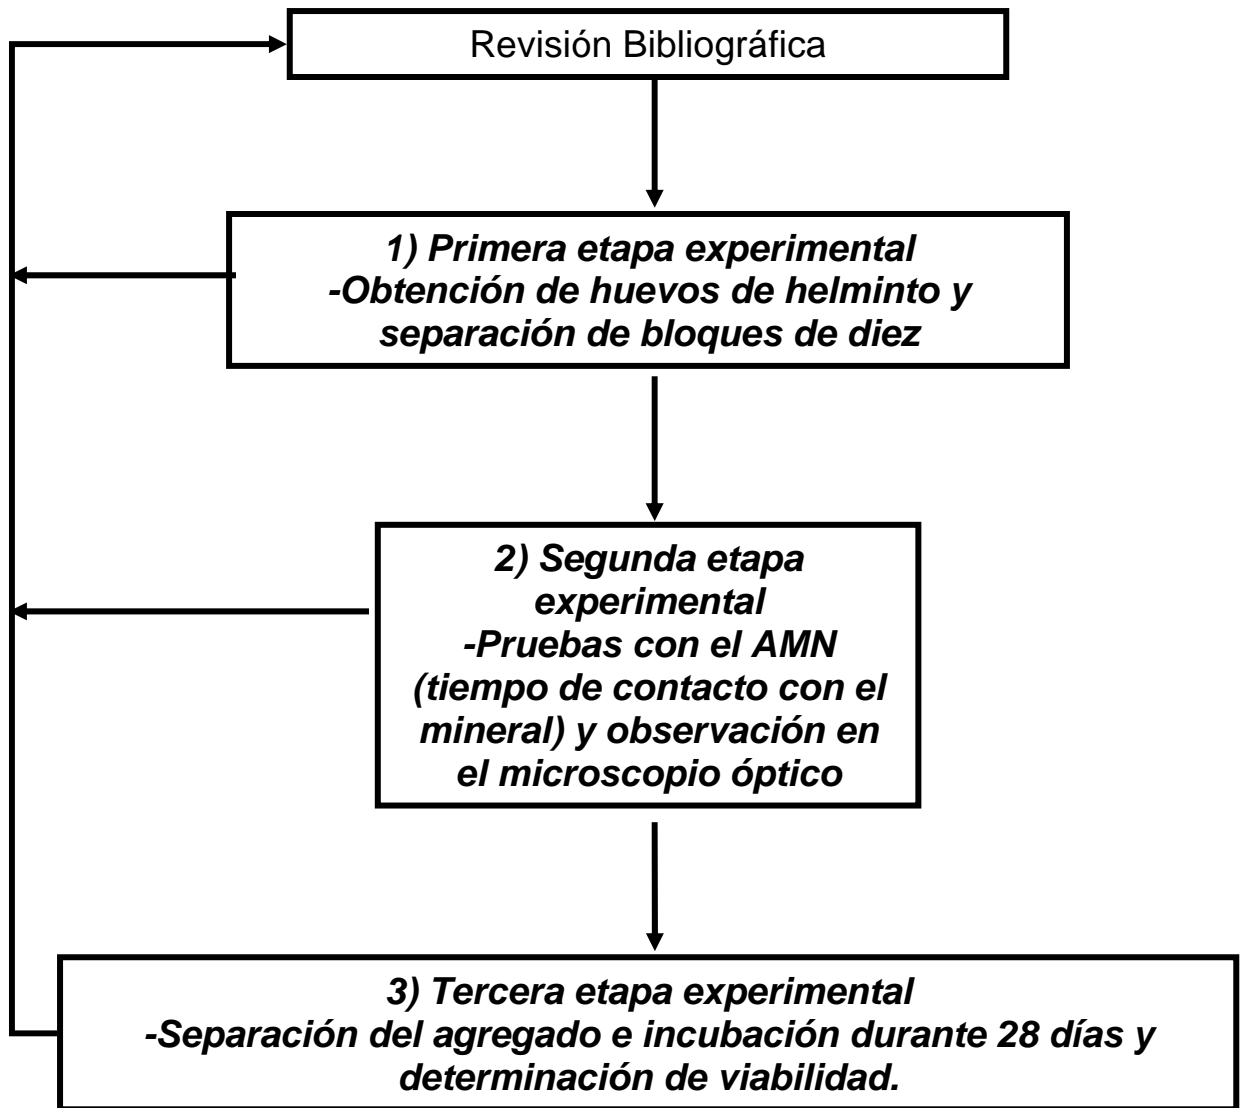 Revisión Bibliográfica
1) Primera etapa experimental
-Obtención de huevos de helminto y
separación de bloques de diez
2) Segunda etapa
experimental
-Pruebas con el AMN
(tiempo de contacto con el
mineral) y observación en
el microscopio óptico
3) Tercera etapa experimental
-Separación del agregado e incubación durante 28 días y
determinación de viabilidad.